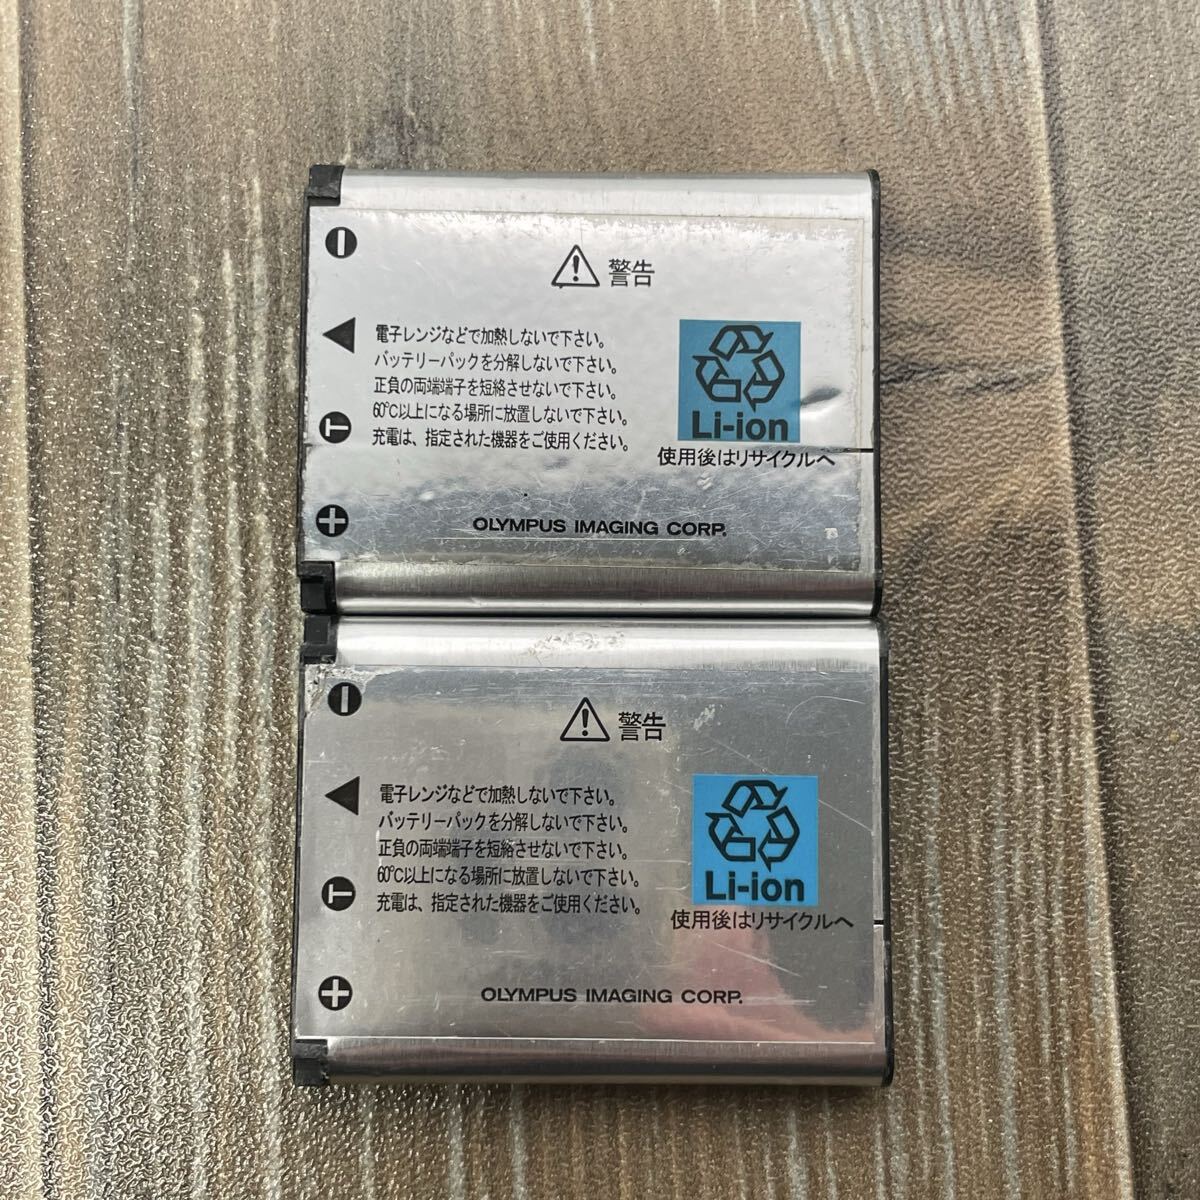 警告
電子レンジなどで加熱しないで下さい。
バッテリーパックを分解しないで下さい。
正負の両端端子を短絡させないで下さい。
60℃以上になる場所に放置しないで下さい。
充電は、指定された機器をご使用ください。
Li-ion
使用後はリサイクルへ
T
OLYMPUS IMAGING CORP.
警告
電子レンジなどで加熱しないで下さい。
バッテリーパックを分解しないで下さい。
正負の両端端子を短絡させないで下さい。
60℃以上になる場所に放置しないで下さい。
充電は、指定された機器をご使用ください。
Li-ion
使用後はリサイクルへ
T
OLYMPUS IMAGING CORP.